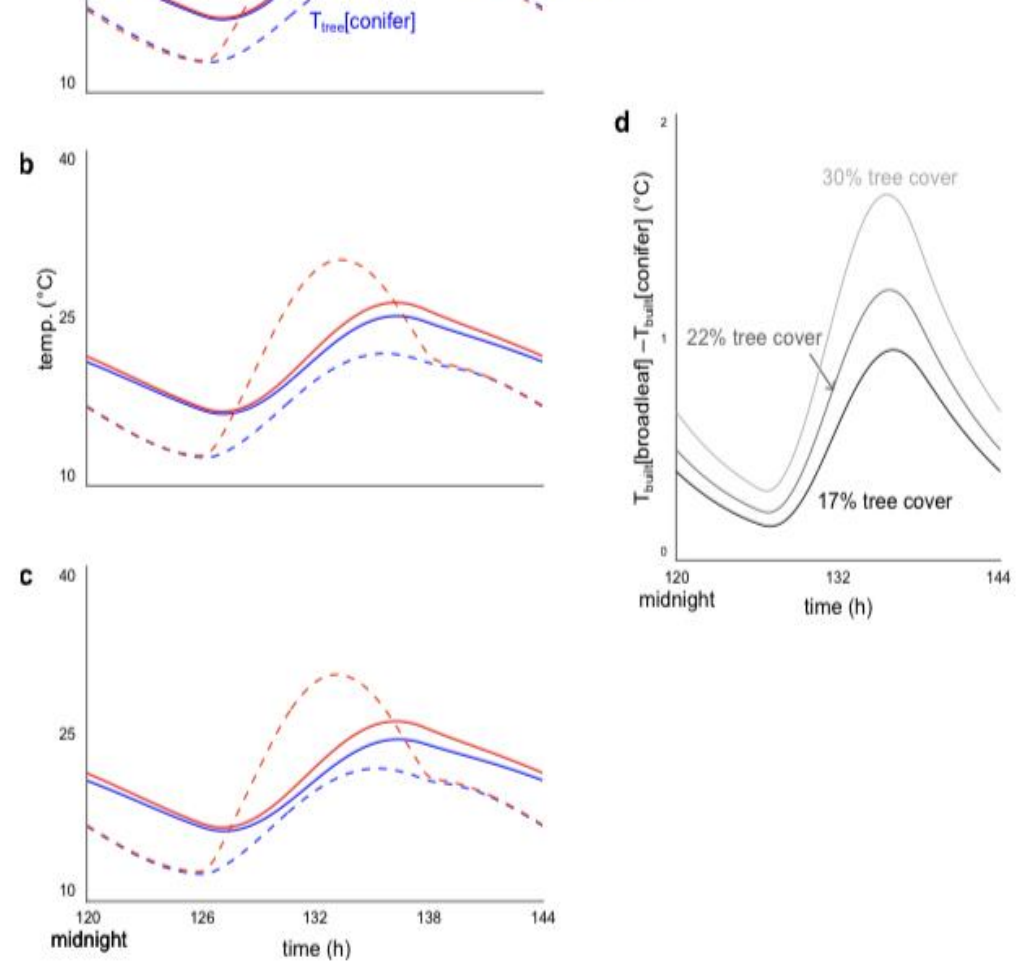 T_tree[conifer]
10
b
40
temp. (°C)
25
10
c
40
25
10
120 126 132 138 144
midnight
time (h)
d
2
T_built[broadleaf] –T_built[conifer] (°C)
30% tree cover
22% tree cover
1
17% tree cover
0
120 132 144
midnight
time (h)